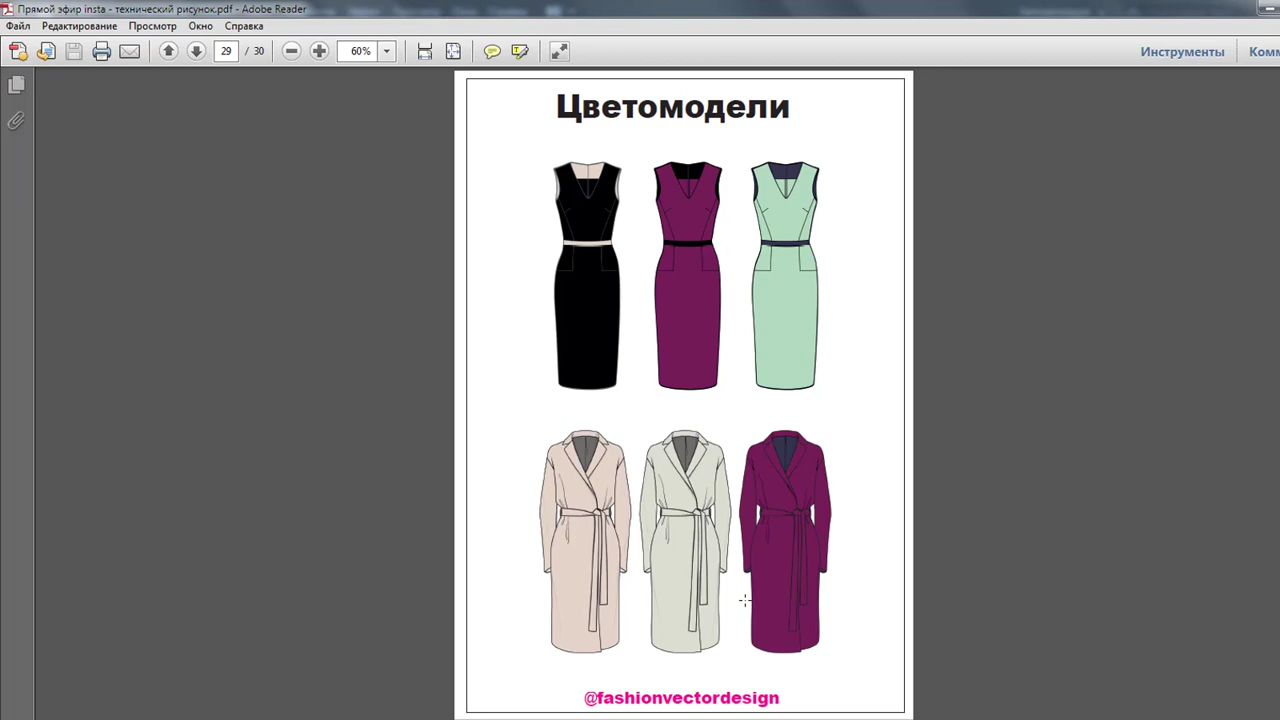 Прямой эфир insta - технический рисунок.pdf - Adobe Reader
Файл Редактирование Просмотр Окно Справка
29 / 30 60% Инструменты
Цветомодели
@fashionvectordesign